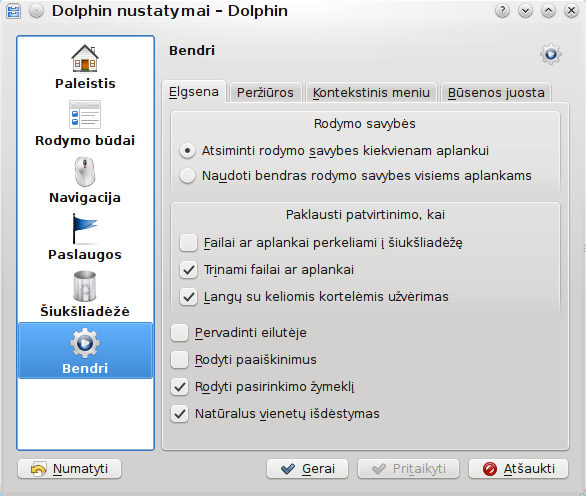 Dolphin nustatymai – Dolphin
Paleistis
Rodymo būdai
Navigacija
Paslaugos
Šiukšliadėžė
Bendri
Bendri
Elgsena
Peržiūros
Kontekstinis meniu
Būsenos juosta
Rodymo savybės
Atsiminti rodymo savybes kiekvienam aplankui
Naudoti bendras rodymo savybes visiems aplankams
Paklausti patvirtinimo, kai
Failai ar aplankai perkeliami į šiukšliadėžę
Trinami failai ar aplankai
Langų su keliomis kortelėmis užvėrimas
Pervadinti eilutėje
Rodyti paaiškinimus
Rodyti pasirinkimo žymeklį
Natūralus vienetų išdėstymas
Numatyti
Gerai
Pritaikyti
Atšaukti